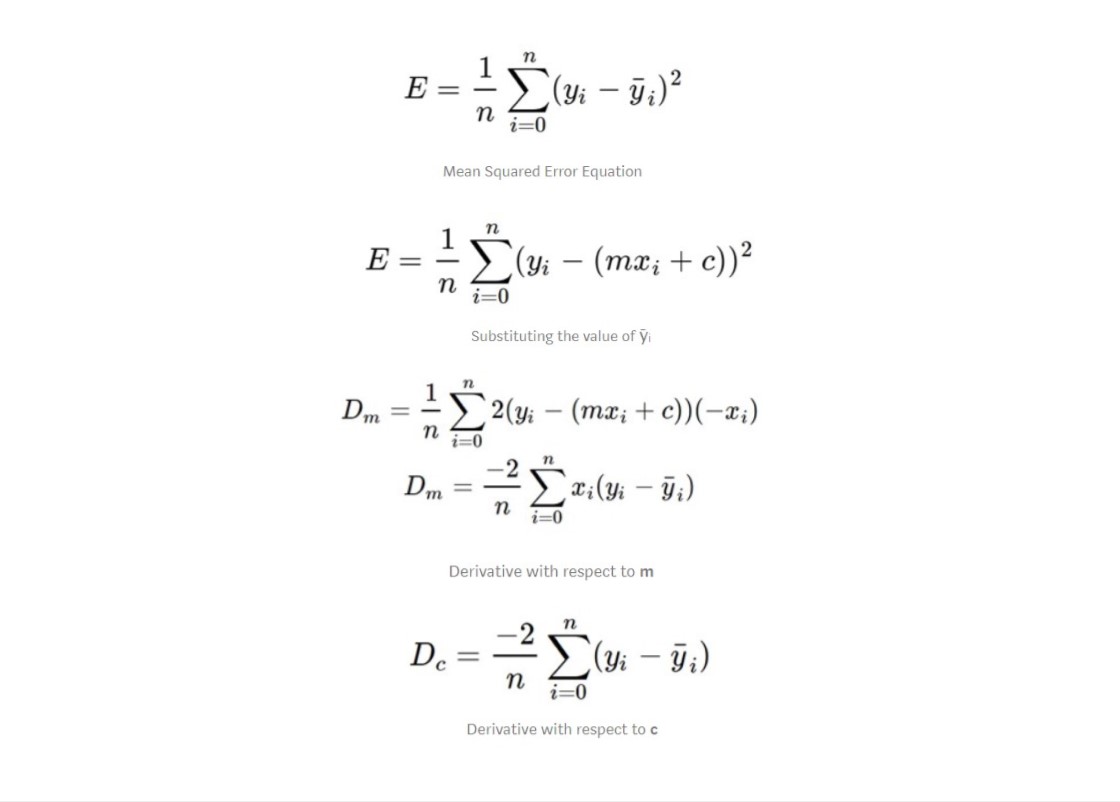 E = \frac{1}{n} \sum_{i=0}^{n} (y_i - \bar{y}_i)^2
Mean Squared Error Equation
E = \frac{1}{n} \sum_{i=0}^{n} (y_i - (mx_i + c))^2
Substituting the value of ȳᵢ
D_m = \frac{1}{n} \sum_{i=0}^{n} 2(y_i - (mx_i + c))(-x_i)
D_m = \frac{-2}{n} \sum_{i=0}^{n} x_i(y_i - \bar{y}_i)
Derivative with respect to m
D_c = \frac{-2}{n} \sum_{i=0}^{n} (y_i - \bar{y}_i)
Derivative with respect to c